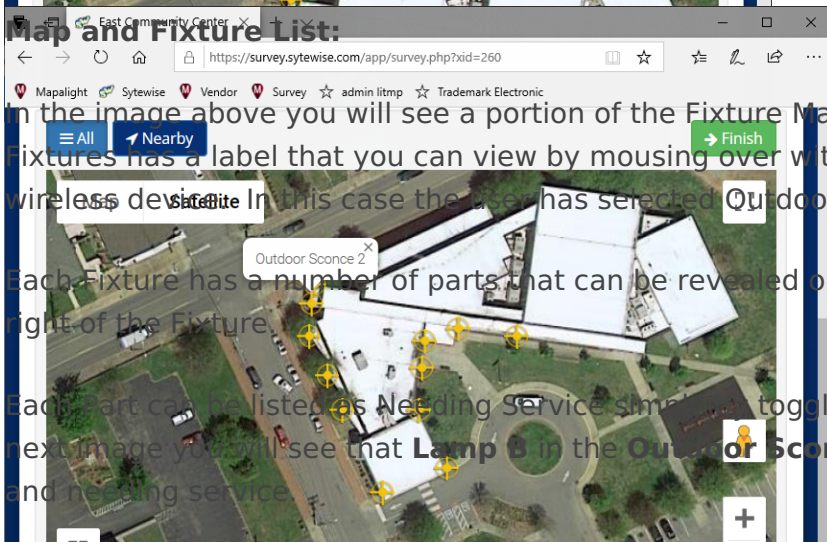 East Community Center
Map and Fixture List:
https://survey.sytewise.com/app/survey.php?xid=260
Mapalight Sytewise Vendor Survey admin litmp Trademark Electronic
In the image above you will see a portion of the Fixture Ma
All Nearby Finish
Fixtures has a label that you can view by mousing over wit
Map Satellite
wireless device. In this case the user has selected Outdoo
Outdoor Sconce 2
Each Fixture has a number of parts that can be revealed o
right of the Fixture.
Each Part can be listed as Needing Service simply toggl
next image you will see that Lamp B in the Outdoor Scon
and needing service.